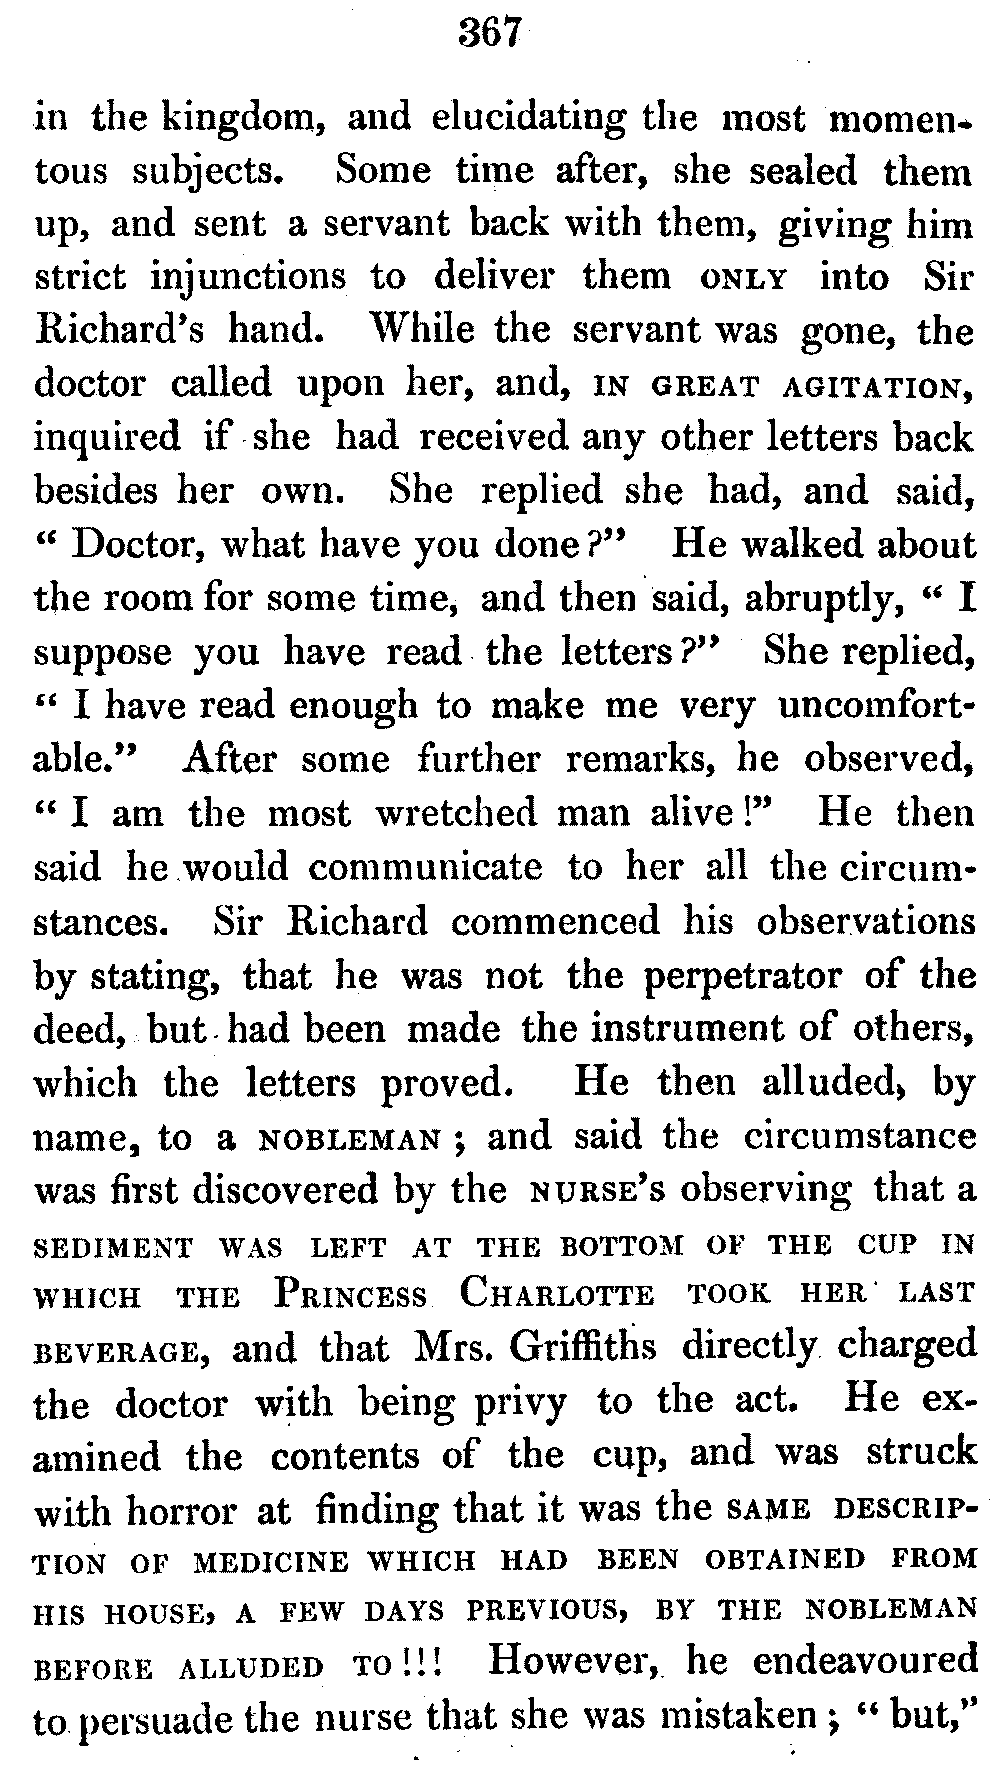 367
in the kingdom, and elucidating the most momen-
tous subjects. Some time after, she sealed them
up, and sent a servant back with them, giving him
strict injunctions to deliver them ONLY into Sir
Richard's hand. While the servant was gone, the
doctor called upon her, and, IN GREAT AGITATION,
inquired if she had received any other letters back
besides her own. She replied she had, and said,
“ Doctor, what have you done?” He walked about
the room for some time, and then said, abruptly, “ I
suppose you have read the letters?” She replied,
“ I have read enough to make me very uncomfort-
able.” After some further remarks, he observed,
“ I am the most wretched man alive!” He then
said he would communicate to her all the circum-
stances. Sir Richard commenced his observations
by stating, that he was not the perpetrator of the
deed, but had been made the instrument of others,
which the letters proved. He then alluded, by
name, to a NOBLEMAN; and said the circumstance
was first discovered by the NURSE'S observing that a
SEDIMENT WAS LEFT AT THE BOTTOM OF THE CUP IN
WHICH THE PRINCESS CHARLOTTE TOOK HER LAST
BEVERAGE, and that Mrs. Griffiths directly charged
the doctor with being privy to the act. He ex-
amined the contents of the cup, and was struck
with horror at finding that it was the SAME DESCRIP-
TION OF MEDICINE WHICH HAD BEEN OBTAINED FROM
HIS HOUSE, A FEW DAYS PREVIOUS, BY THE NOBLEMAN
BEFORE ALLUDED TO!!! However, he endeavoured
to persuade the nurse that she was mistaken; “ but,”